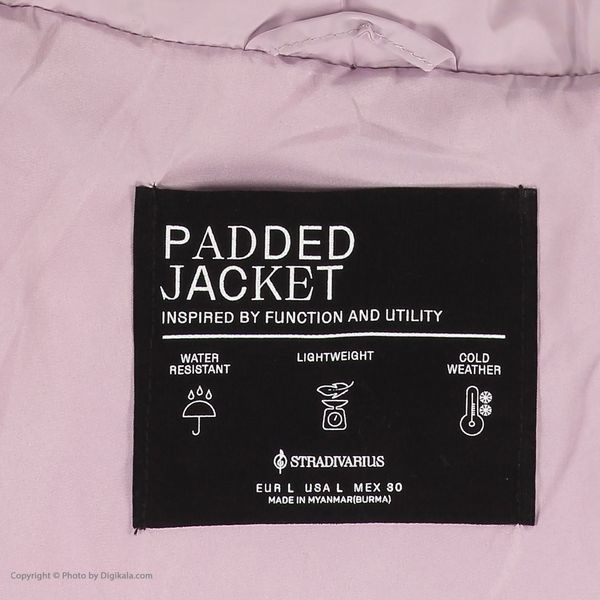 PADDED
JACKET
INSPIRED BY FUNCTION AND UTILITY
WATER
RESISTANT
LIGHTWEIGHT
COLD
WEATHER
STRADIVARIUS
EUR L USA L MEX 30
MADE IN MYANMAR(BURMA)
Copyright © Photo by Digikala.com